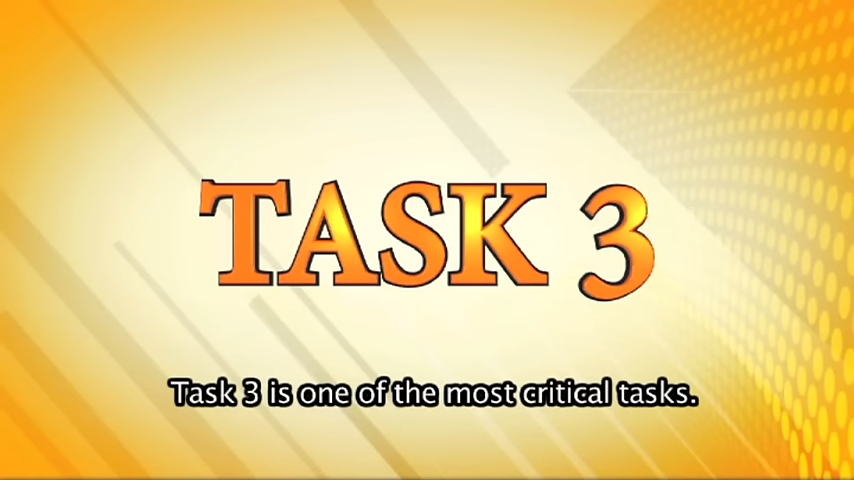 TASK 3
Task 3 is one of the most critical tasks.